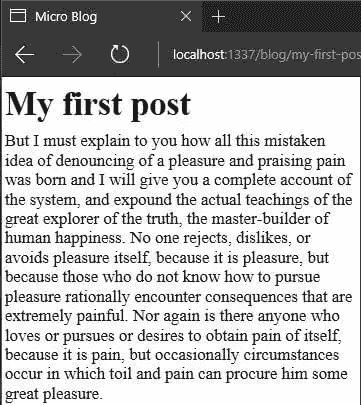 Micro Blog
localhost:1337/blog/my-first-pos
My first post
But I must explain to you how all this mistaken
idea of denouncing of a pleasure and praising pain
was born and I will give you a complete account of
the system, and expound the actual teachings of the
great explorer of the truth, the master-builder of
human happiness. No one rejects, dislikes, or
avoids pleasure itself, because it is pleasure, but
because those who do not know how to pursue
pleasure rationally encounter consequences that are
extremely painful. Nor again is there anyone who
loves or pursues or desires to obtain pain of itself,
because it is pain, but occasionally circumstances
occur in which toil and pain can procure him some
great pleasure.